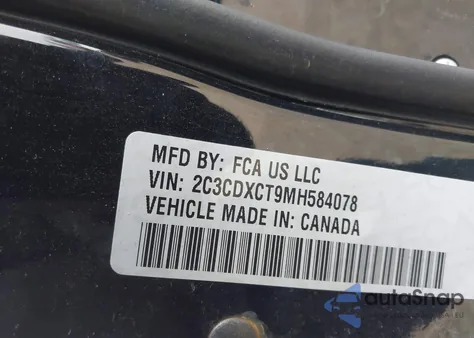 MFD BY: FCA US LLC
VIN: 2C3CDXCT9MH584078
VEHICLE MADE IN: CANADA
autoSnap